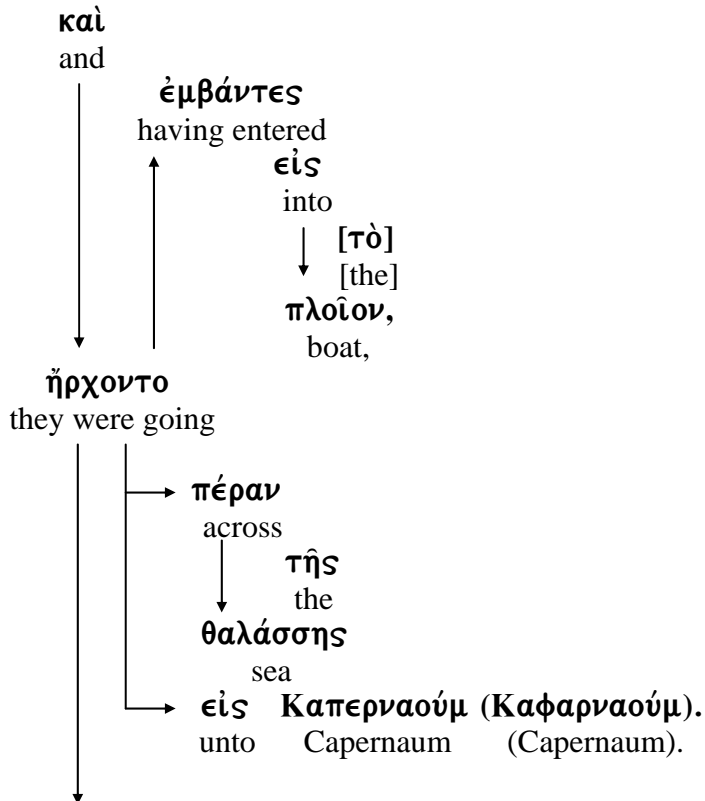 καὶ
and
ἐμβάντες
having entered
εἰς
into
[τὸ]
[the]
πλοῖον,
boat,
ἤρχοντο
they were going
πέραν
across
τῆς
the
θαλάσσης
sea
εἰς Καπερναούμ (Καφαρναούμ).
unto Capernaum (Capernaum).